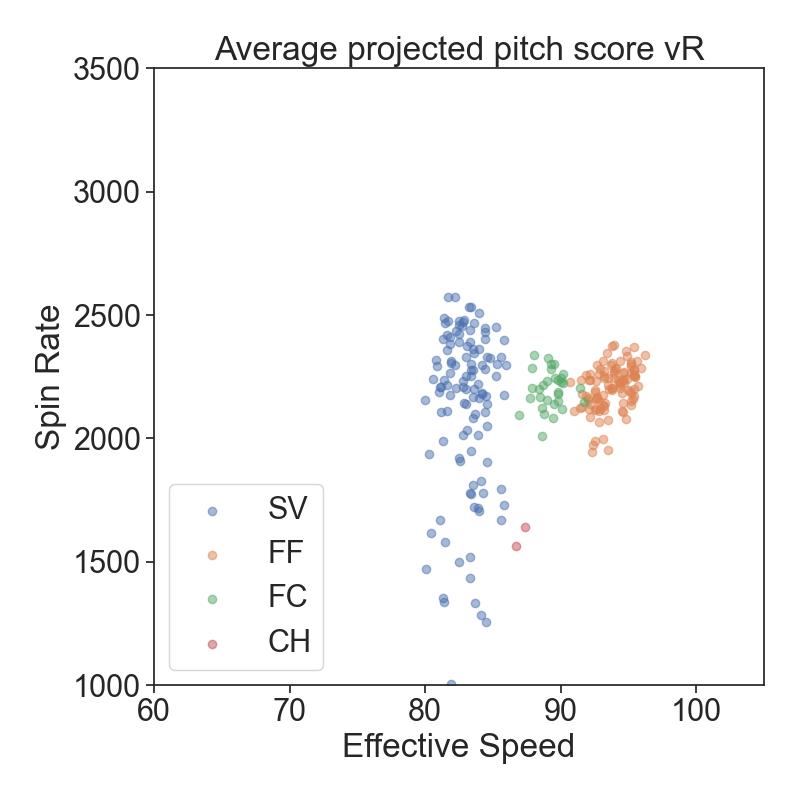 Average projected pitch score vR
3500
3000
2500
2000
1500
1000
Spin Rate
SV
FF
FC
CH
60 70 80 90 100
Effective Speed